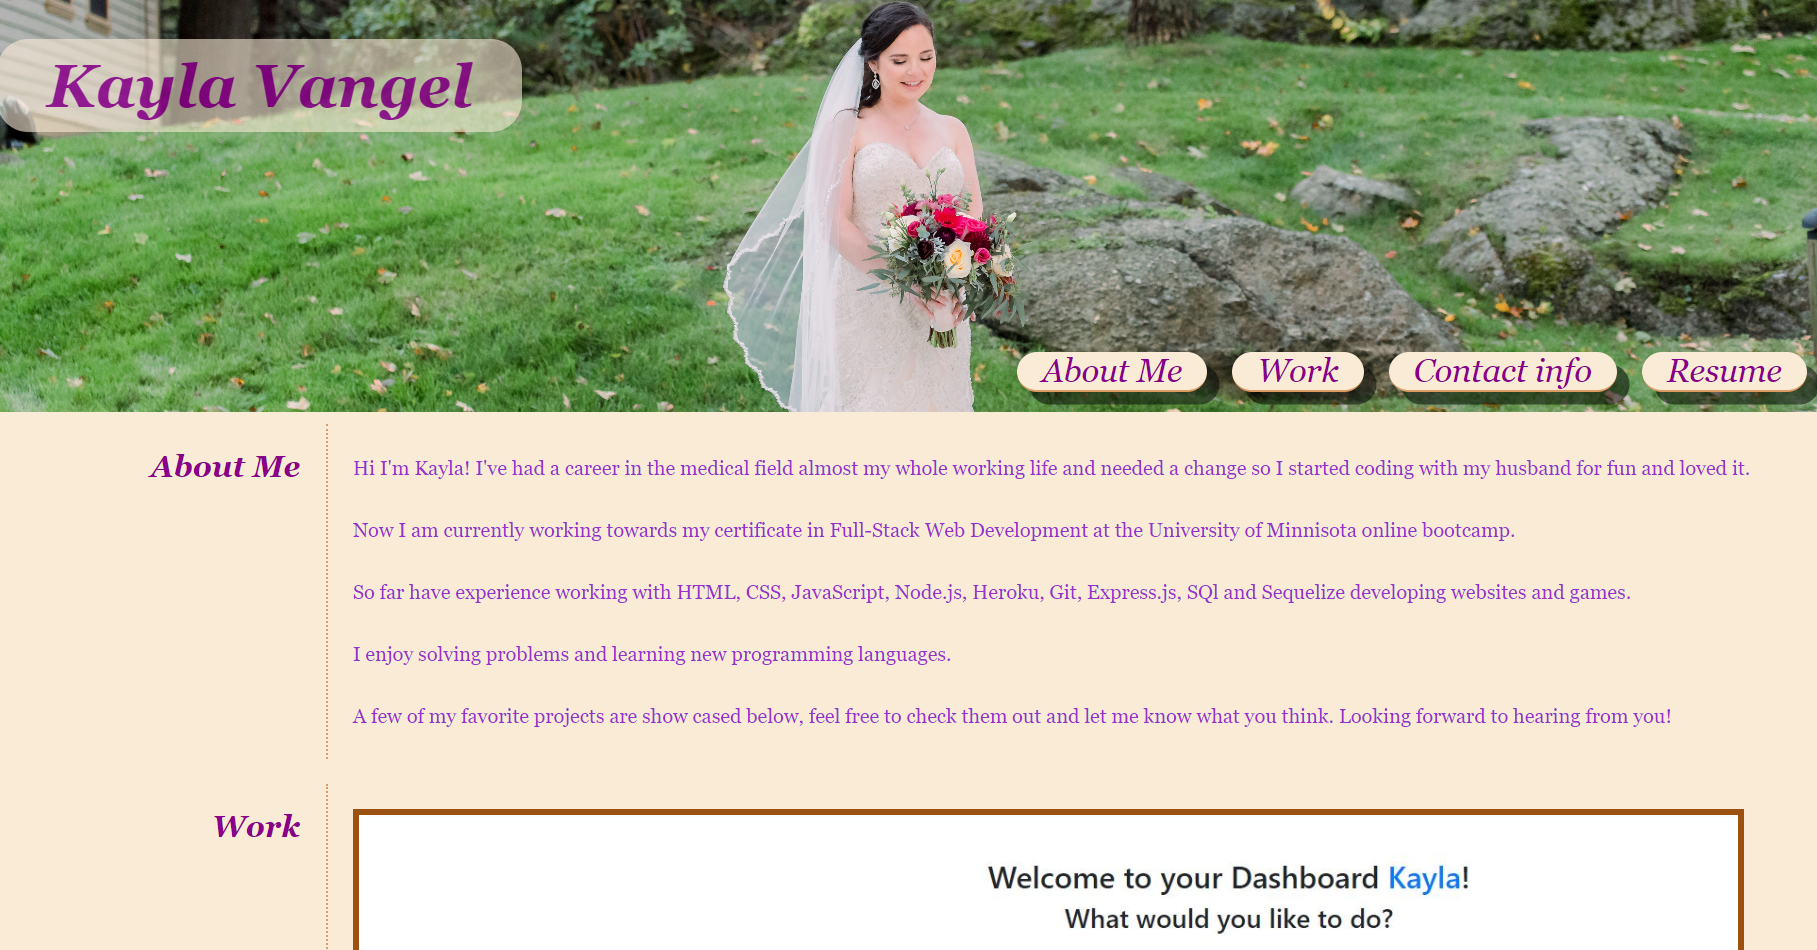 Kayla Vangel
About Me
Work
Contact info
Resume
About Me
Hi I'm Kayla! I've had a career in the medical field almost my whole working life and needed a change so I started coding with my husband for fun and loved it.
Now I am currently working towards my certificate in Full-Stack Web Development at the University of Minnisota online bootcamp.
So far have experience working with HTML, CSS, JavaScript, Node.js, Heroku, Git, Express.js, SQl and Sequelize developing websites and games.
I enjoy solving problems and learning new programming languages.
A few of my favorite projects are show cased below, feel free to check them out and let me know what you think. Looking forward to hearing from you!
Work
Welcome to your Dashboard Kayla!
What would you like to do?